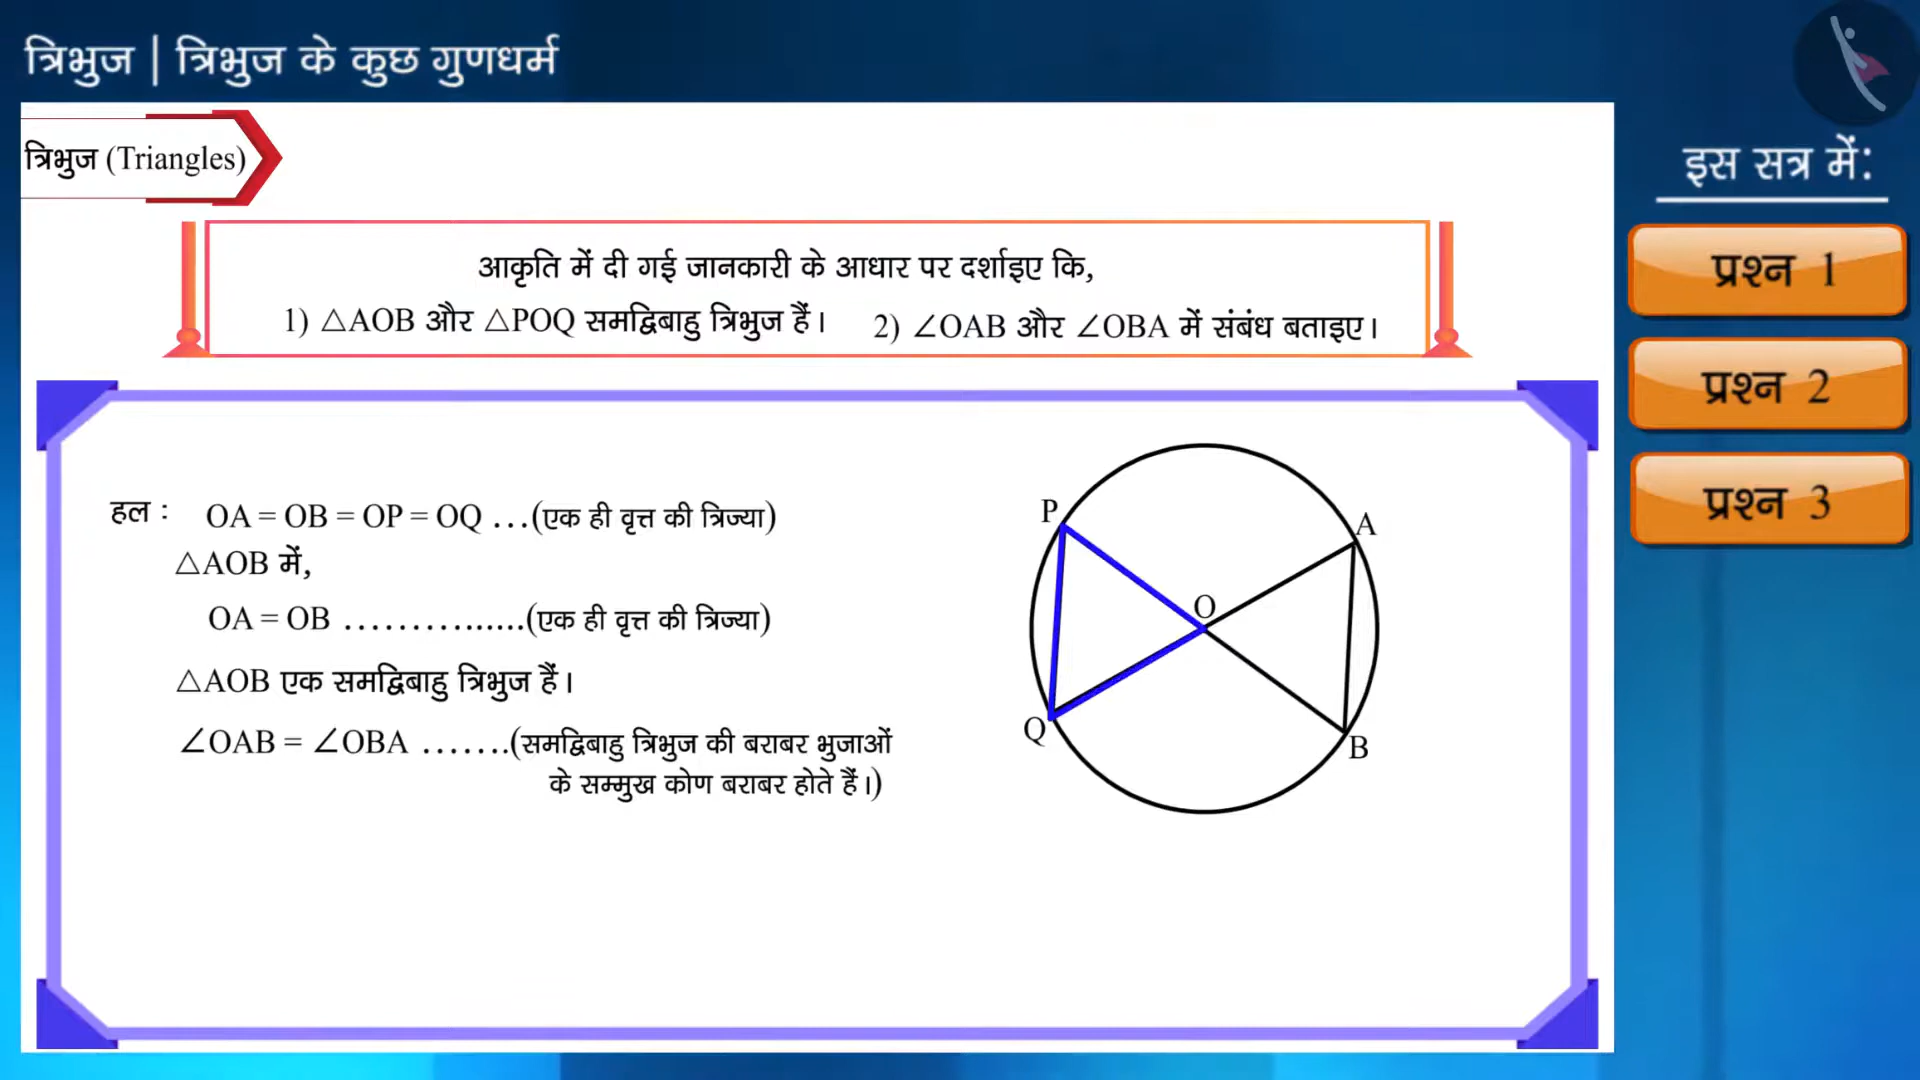 त्रिभुज | त्रिभुज के कुछ गुणधर्म
त्रिभुज (Triangles)
आकृति में दी गई जानकारी के आधार पर दर्शाइए कि,
1) △AOB और △POQ समद्विबाहु त्रिभुज हैं। 2) ∠OAB और ∠OBA में संबंध बताइए।
हल : OA = OB = OP = OQ …(एक ही वृत्त की त्रिज्या)
△AOB में,
OA = OB ……………...(एक ही वृत्त की त्रिज्या)
△AOB एक समद्विबाहु त्रिभुज हैं।
∠OAB = ∠OBA …….(समद्विबाहु त्रिभुज की बराबर भुजाओं
के सम्मुख कोण बराबर होते हैं।)
P
A
O
Q
B
इस सत्र में:
प्रश्न 1
प्रश्न 2
प्रश्न 3